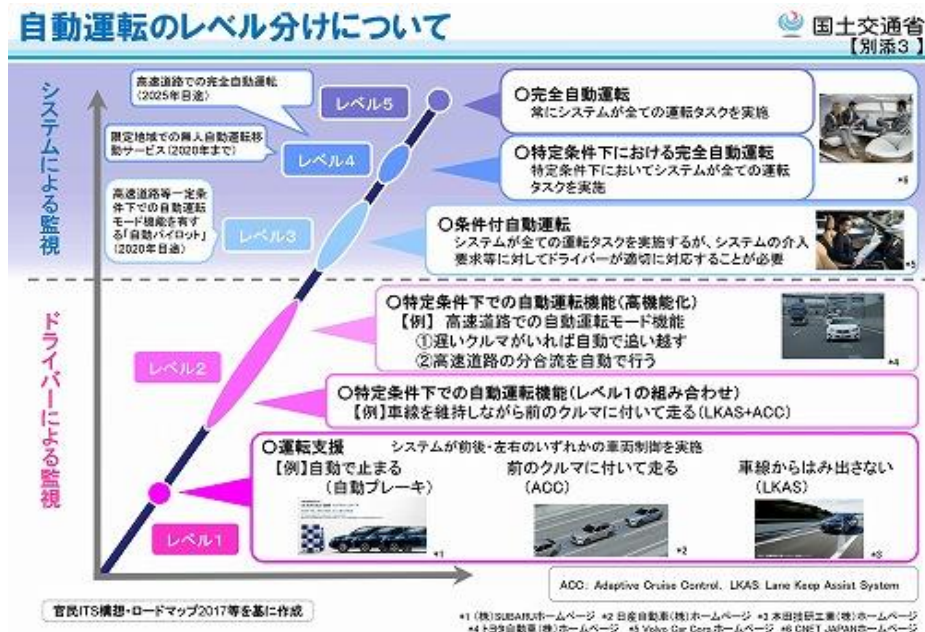 自動運転のレベル分けについて
国土交通省
【別添3】
システムによる監視
ドライバーによる監視
高速道路での完全自動運転
(2025年目途)
限定地域での無人自動運転移
動サービス(2020年まで)
高速道路等一定条
件下での自動運転
モード機能を有す
る「自動パイロット」
(2020年目途)
レベル5
レベル4
レベル3
レベル2
レベル1
○完全自動運転
常にシステムが全ての運転タスクを実施
○特定条件下における完全自動運転
特定条件下においてシステムが全ての運転
タスクを実施
*6
○条件付自動運転
システムが全ての運転タスクを実施するが、システムの介入
要求等に対してドライバーが適切に対応することが必要
*5
○特定条件下での自動運転機能(高機能化)
【例】 高速道路での自動運転モード機能
①遅いクルマがいれば自動で追い越す
②高速道路の分合流を自動で行う
*4
○特定条件下での自動運転機能(レベル1の組み合わせ)
【例】車線を維持しながら前のクルマに付いて走る(LKAS+ACC)
○運転支援 システムが前後・左右のいずれかの車両制御を実施
【例】自動で止まる
(自動ブレーキ)
*1
前のクルマに付いて走る
(ACC)
*2
車線からはみ出さない
(LKAS)
*3
ACC: Adaptive Cruise Control, LKAS: Lane Keep Assist System
官民ITS構想・ロードマップ2017等を基に作成
*1 (株)SUBARUホームページ *2 日産自動車(株)ホームページ *3 本田技研工業(株)ホームページ
*4 トヨタ自動車(株)ホームページ *5 Volvo Car Corp.ホームページ *6 CNET JAPANホームページ